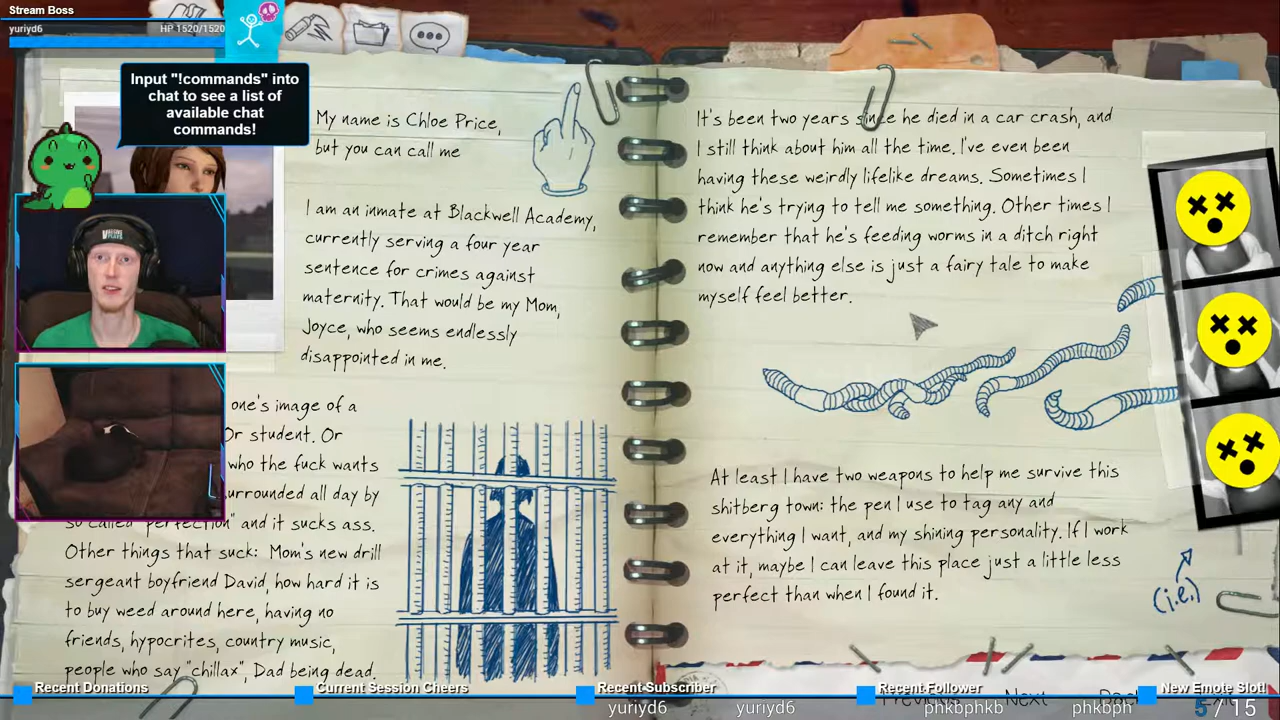 Stream Boss
yuriyd6
HP 1520/1520
Input "!commands" into
chat to see a list of
available chat
commands!
My name is Chloe Price,
but you can call me
I am an inmate at Blackwell Academy,
currently serving a four year
sentence for crimes against
maternity. That would be my Mom,
Joyce, who seems endlessly
disappointed in me.
one's image of a
Or student. Or
who the fuck wants
surrounded all day by
so called "perfection" and it sucks ass.
Other things that suck: Mom's new drill
sergeant boyfriend David, how hard it is
to buy weed around here, having no
friends, hypocrites, country music,
people who say "chillax", Dad being dead.
It's been two years since he died in a car crash, and
I still think about him all the time. I've even been
having these weirdly lifelike dreams. Sometimes I
think he's trying to tell me something. Other times I
remember that he's feeding worms in a ditch right
now and anything else is just a fairy tale to make
myself feel better.
At least I have two weapons to help me survive this
shitberg town: the pen I use to tag any and
everything I want, and my shining personality. If I work
at it, maybe I can leave this place just a little less
perfect than when I found it.
(i.e.)
Previous Next Back
Recent Donations
Current Session Cheers
Recent Subscriber
yuriyd6 yuriyd6
Recent Follower
phkbphkb phkbph
New Emote Slot!
5 / 15